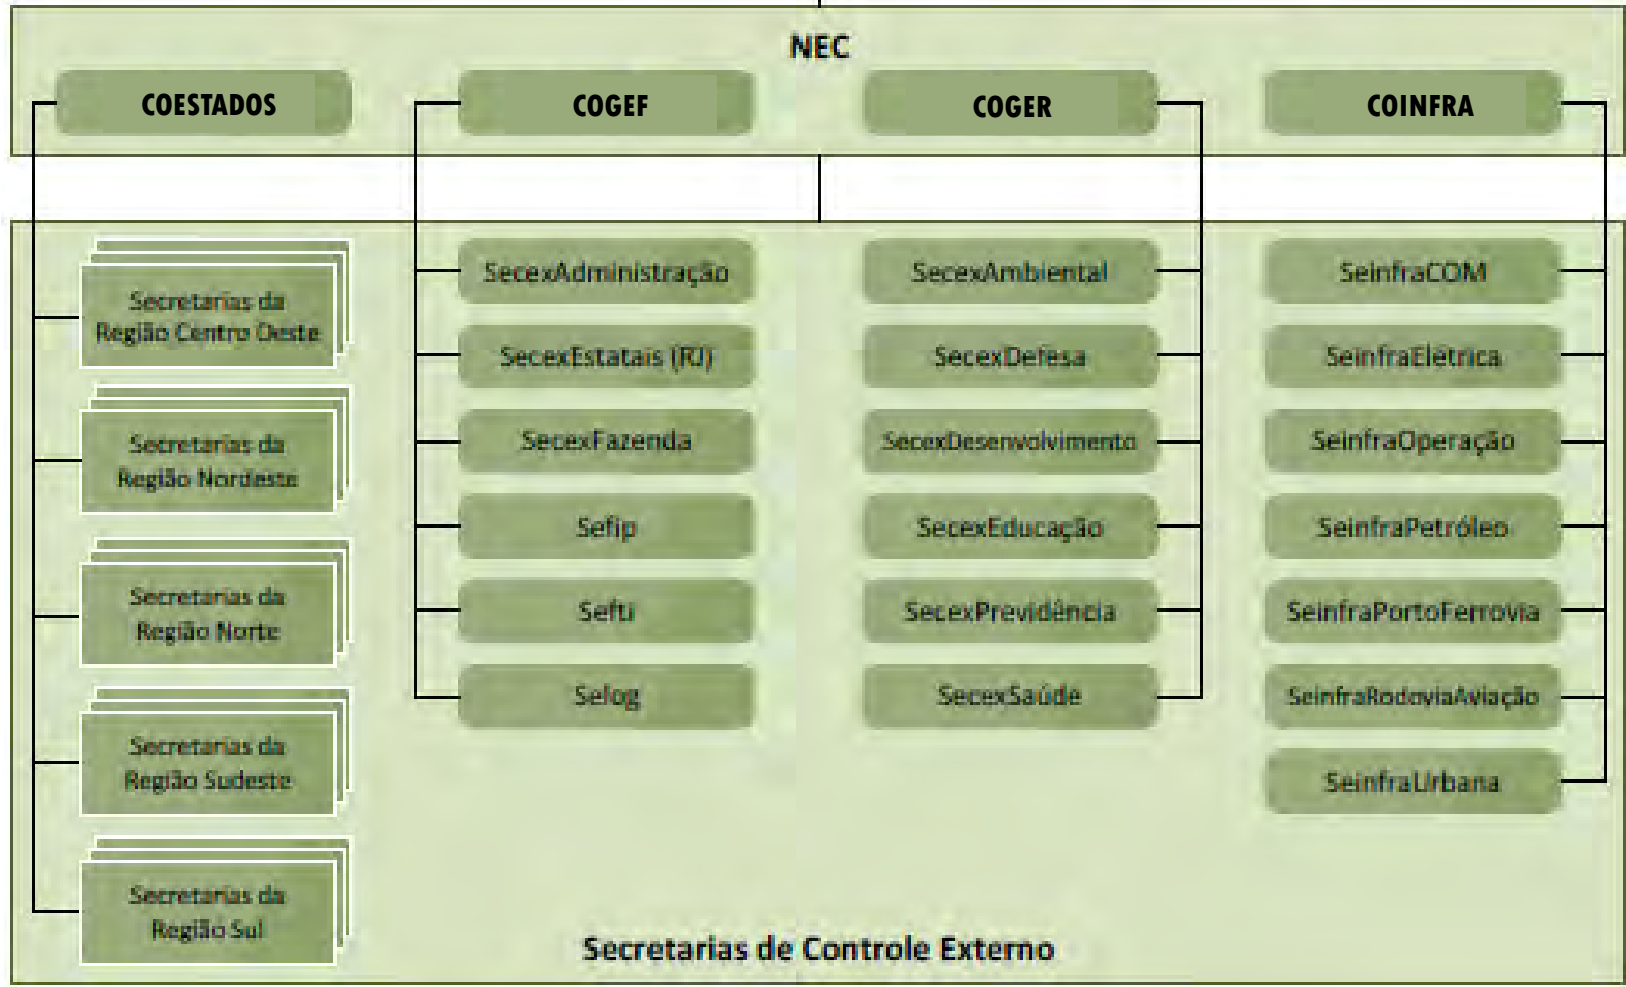 NEC
COESTADOS
COGEF
COGER
COINFRA
Secretarias da
Região Centro Oeste
Secretarias da
Região Nordeste
Secretarias da
Região Norte
Secretarias da
Região Sudeste
Secretarias da
Região Sul
SecexAdministração
SecexEstatais (RJ)
SecexFazenda
Sefip
Sefti
Selog
SecexAmbiental
SecexDefesa
SecexDesenvolvimento
SecexEducação
SecexPrevidência
SecexSaúde
SeinfraCOM
SeinfraElétrica
SeinfraOperação
SeinfraPetróleo
SeinfraPortoFerrovia
SeinfraRodoviaAviação
SeinfraUrbana
Secretarias de Controle Externo